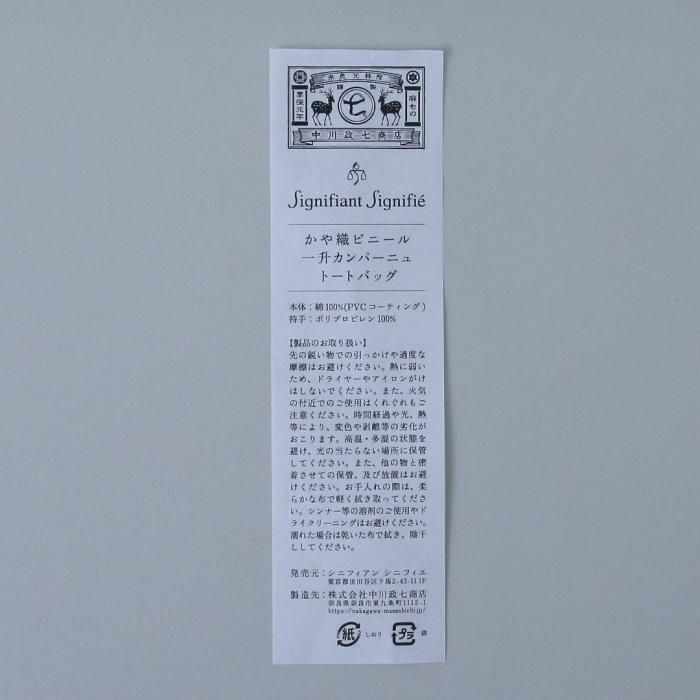 奈良元林院
謹製
享保元年
麻もの
七
中川政七商店
Signifiant Signifié
かや織ビニール
一升カンパーニュ
トートバッグ
本体：綿100%(PVCコーティング)
持手：ポリプロピレン100%
【製品のお取り扱い】
先の鋭い物での引っかけや過度な
摩擦はお避けください。熱に弱い
ため、ドライヤーやアイロンがけ
はしないでください。また、火気
の付近でのご使用はくれぐれもご
注意ください。時間経過や光、熱
等により、変色や剥離等の劣化が
おこります。高温・多湿の状態を
避け、光の当たらない場所に保管
してください。また、他の物と密
着させての保管、及び放置はお避
けください。お手入れの際は、柔
らかな布で軽く拭き取ってくださ
い。シンナー等の溶剤のご使用やド
ライクリーニングはお避けください。
濡れた場合は乾いた布で拭き、陰干
ししてください。
発売元：シニフィアン シニフィエ
東京都世田谷区下馬2-43-11 1F
製造先：株式会社中川政七商店
奈良県奈良市東九条町1112-1
https://nakagawa-masashichi.jp/
紙 しおり プラ 袋